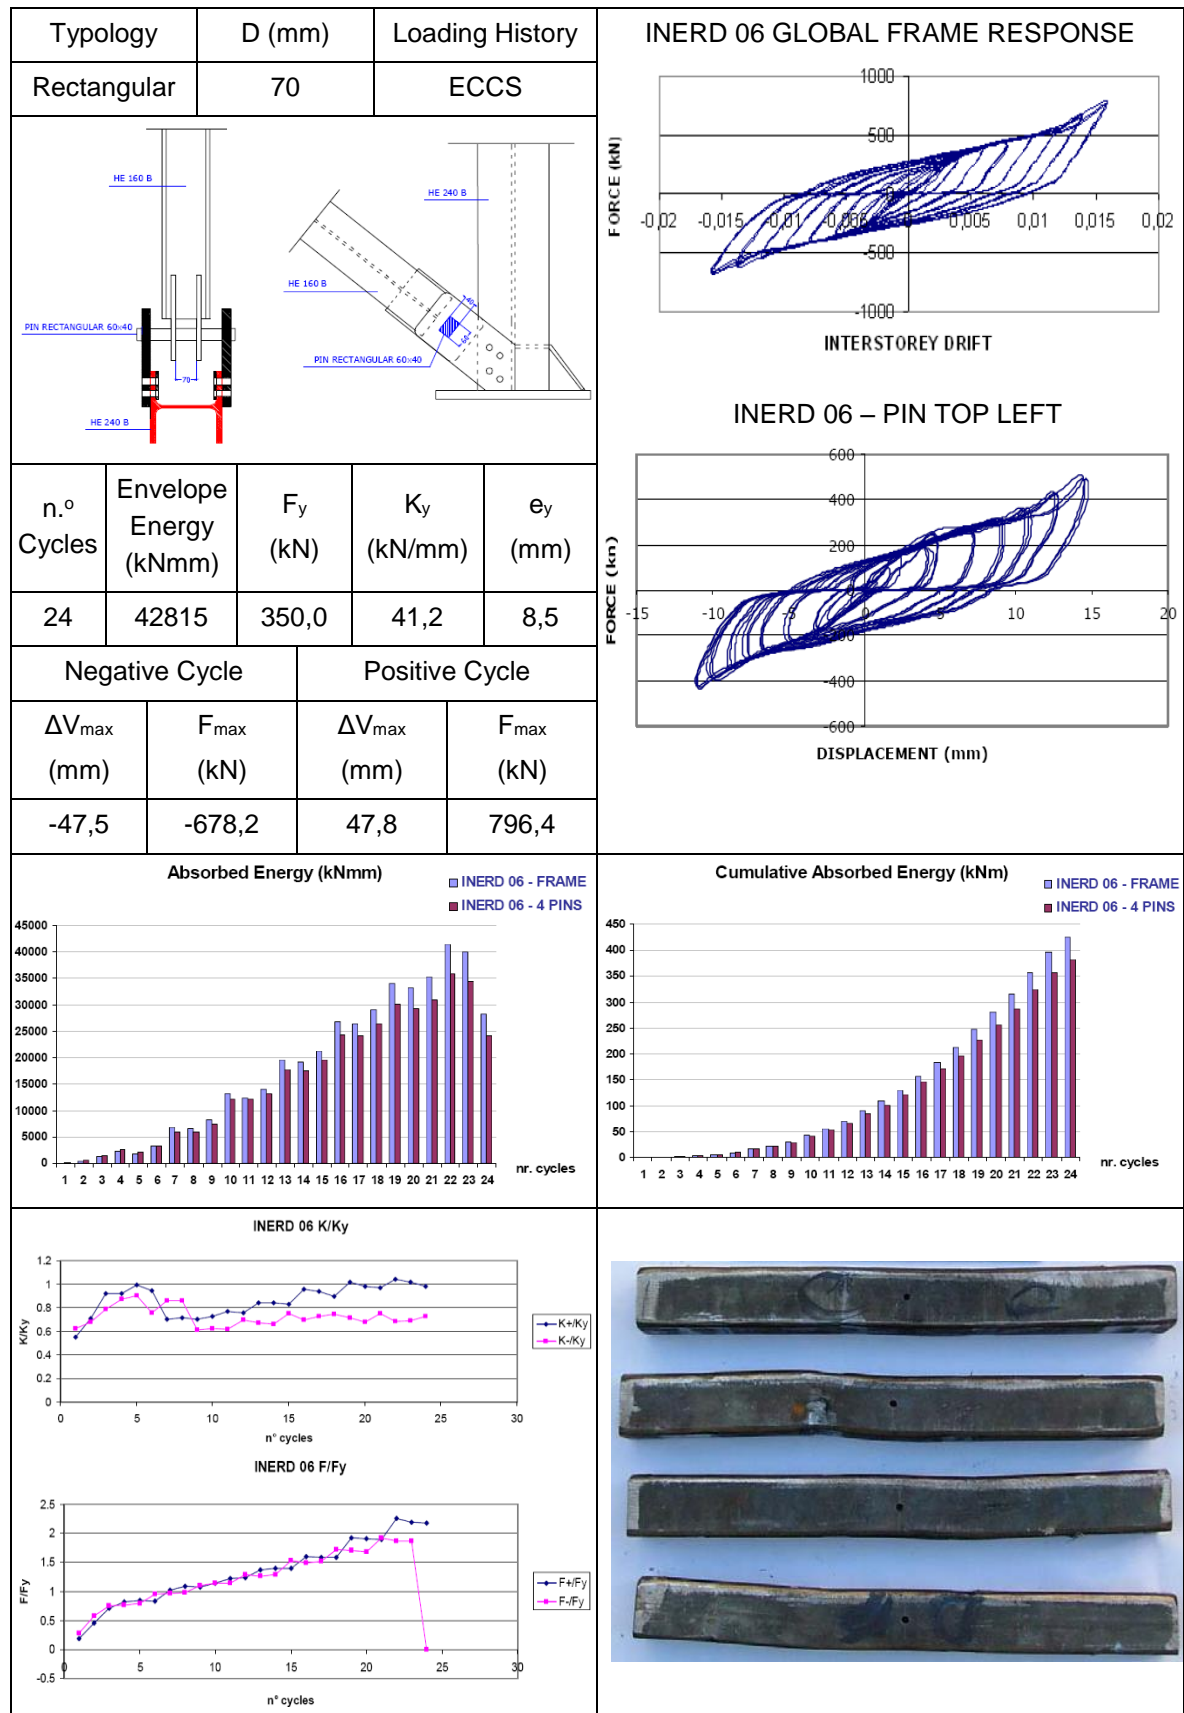 Typology D (mm) Loading History
Rectangular 70 ECCS
HE 160 B
PIN RECTANGULAR 60x40
70
HE 240 B
HE 240 B
HE 160 B
40
60
PIN RECTANGULAR 60x40
n.º Cycles Envelope Energy (kNmm) Fy (kN) Ky (kN/mm) ey (mm)
24 42815 350,0 41,2 8,5
Negative Cycle Positive Cycle
ΔVmax (mm) Fmax (kN) ΔVmax (mm) Fmax (kN)
-47,5 -678,2 47,8 796,4
INERD 06 GLOBAL FRAME RESPONSE
1000
500
0
-500
-1000
-0,02 -0,015 -0,01 -0,005 0 0,005 0,01 0,015 0,02
FORCE (kN)
INTERSTOREY DRIFT
INERD 06 – PIN TOP LEFT
600
400
200
0
-200
-400
-600
-15 -10 -5 0 5 10 15 20
FORCE (kn)
DISPLACEMENT (mm)
Absorbed Energy (kNmm)
INERD 06 - FRAME
INERD 06 - 4 PINS
45000
40000
35000
30000
25000
20000
15000
10000
5000
0
1 2 3 4 5 6 7 8 9 10 11 12 13 14 15 16 17 18 19 20 21 22 23 24
nr. cycles
Cumulative Absorbed Energy (kNm)
INERD 06 - FRAME
INERD 06 - 4 PINS
450
400
350
300
250
200
150
100
50
0
1 2 3 4 5 6 7 8 9 10 11 12 13 14 15 16 17 18 19 20 21 22 23 24
nr. cycles
INERD 06 K/Ky
1.2
1
0.8
0.6
0.4
0.2
0
0 5 10 15 20 25 30
K/Ky
n° cycles
K+/Ky
K-/Ky
INERD 06 F/Fy
2.5
2
1.5
1
0.5
0
-0.5
0 5 10 15 20 25 30
F/Fy
n° cycles
F+/Fy
F-/Fy